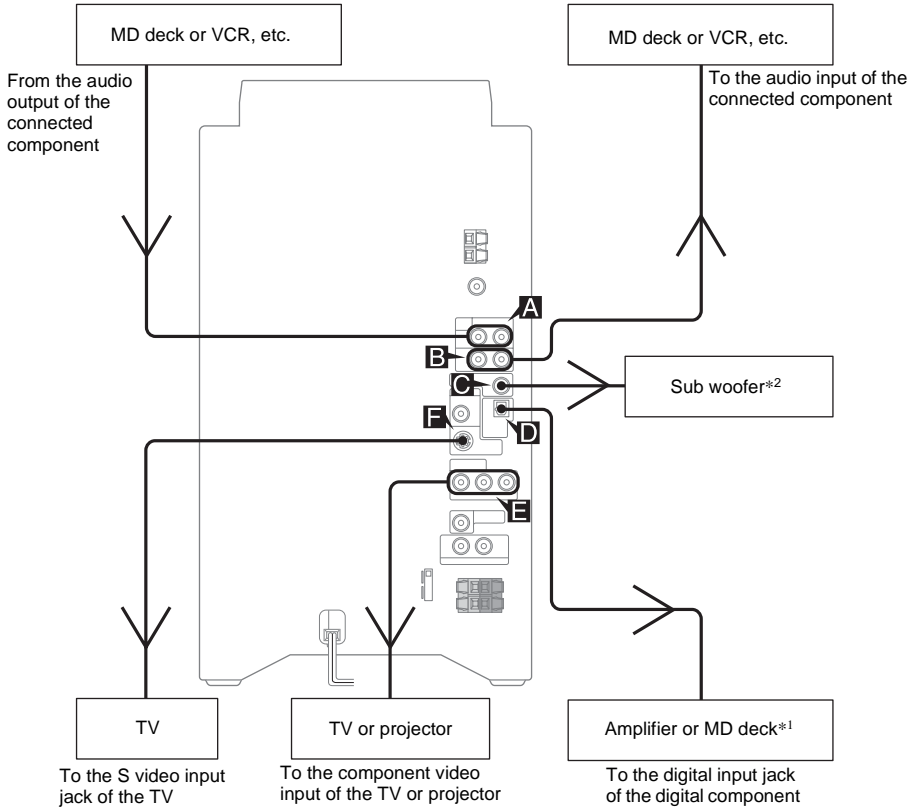 MD deck or VCR, etc.
MD deck or VCR, etc.
From the audio
output of the
connected
component
To the audio input of the
connected component
A
B
C
Sub woofer*2
F
D
E
TV
TV or projector
Amplifier or MD deck*1
To the S video input
jack of the TV
To the component video
input of the TV or projector
To the digital input jack
of the digital component